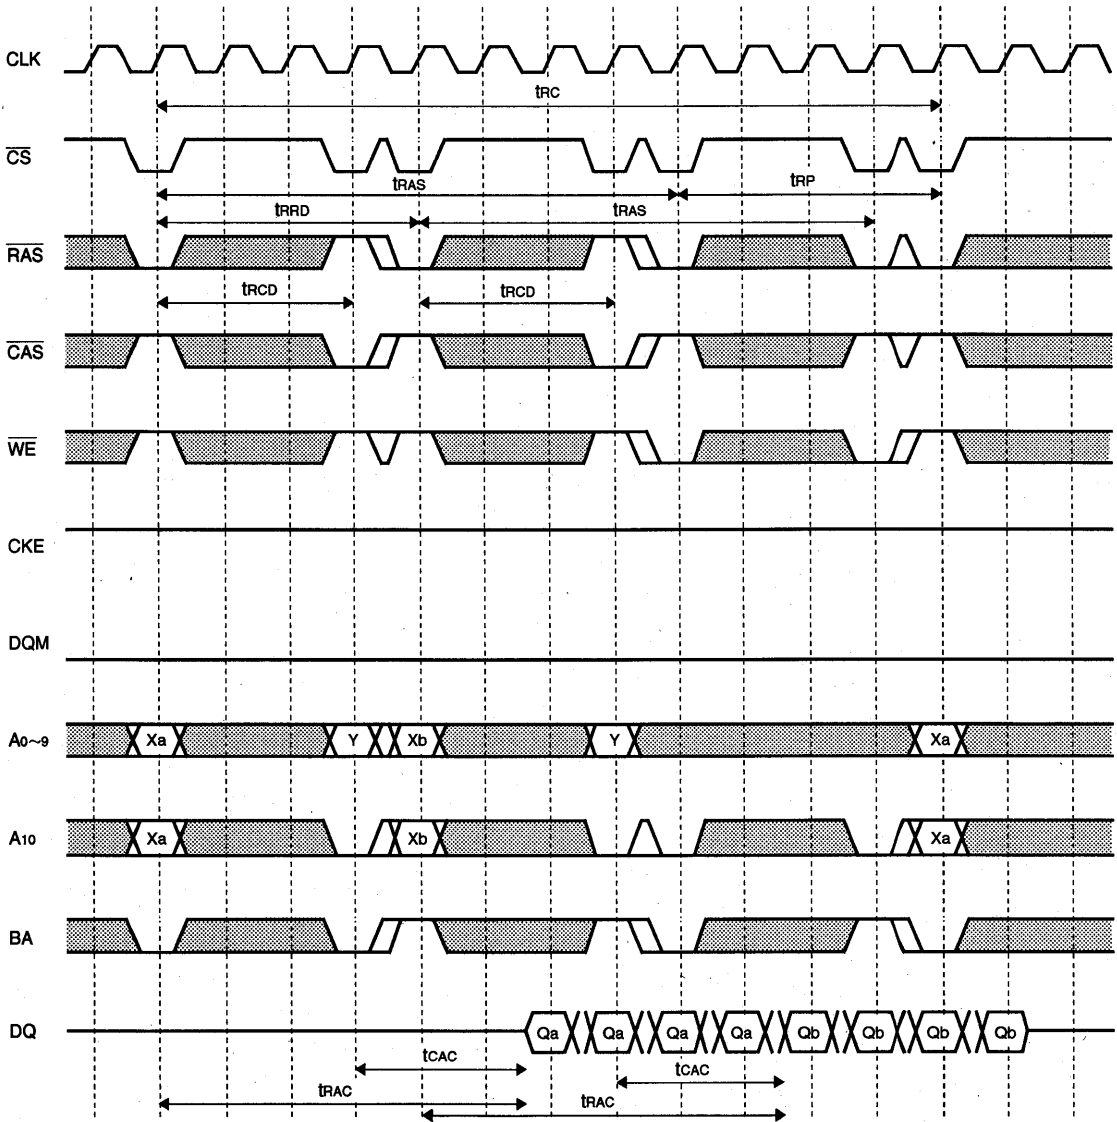 CLK
tRC
CS
tRAS
tRP
tRRD
tRAS
RAS
tRCD
tRCD
CAS
WE
CKE
DQM
A0~9
Xa
Y
Xb
Y
Xa
A10
Xa
Xb
Xa
BA
DQ
Qa
Qa
Qa
Qa
Qb
Qb
Qb
Qb
tCAC
tCAC
tRAC
tRAC